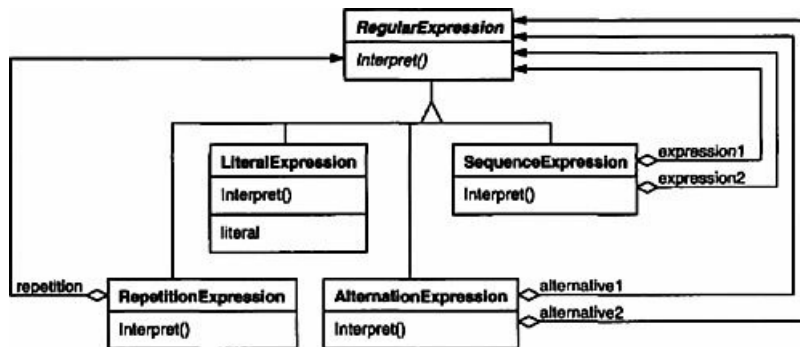 RegularExpression
Interpret()
LiteralExpression
Interpret()
literal
SequenceExpression
Interpret()
expression1
expression2
repetition
RepetitionExpression
Interpret()
AlternationExpression
Interpret()
alternative1
alternative2